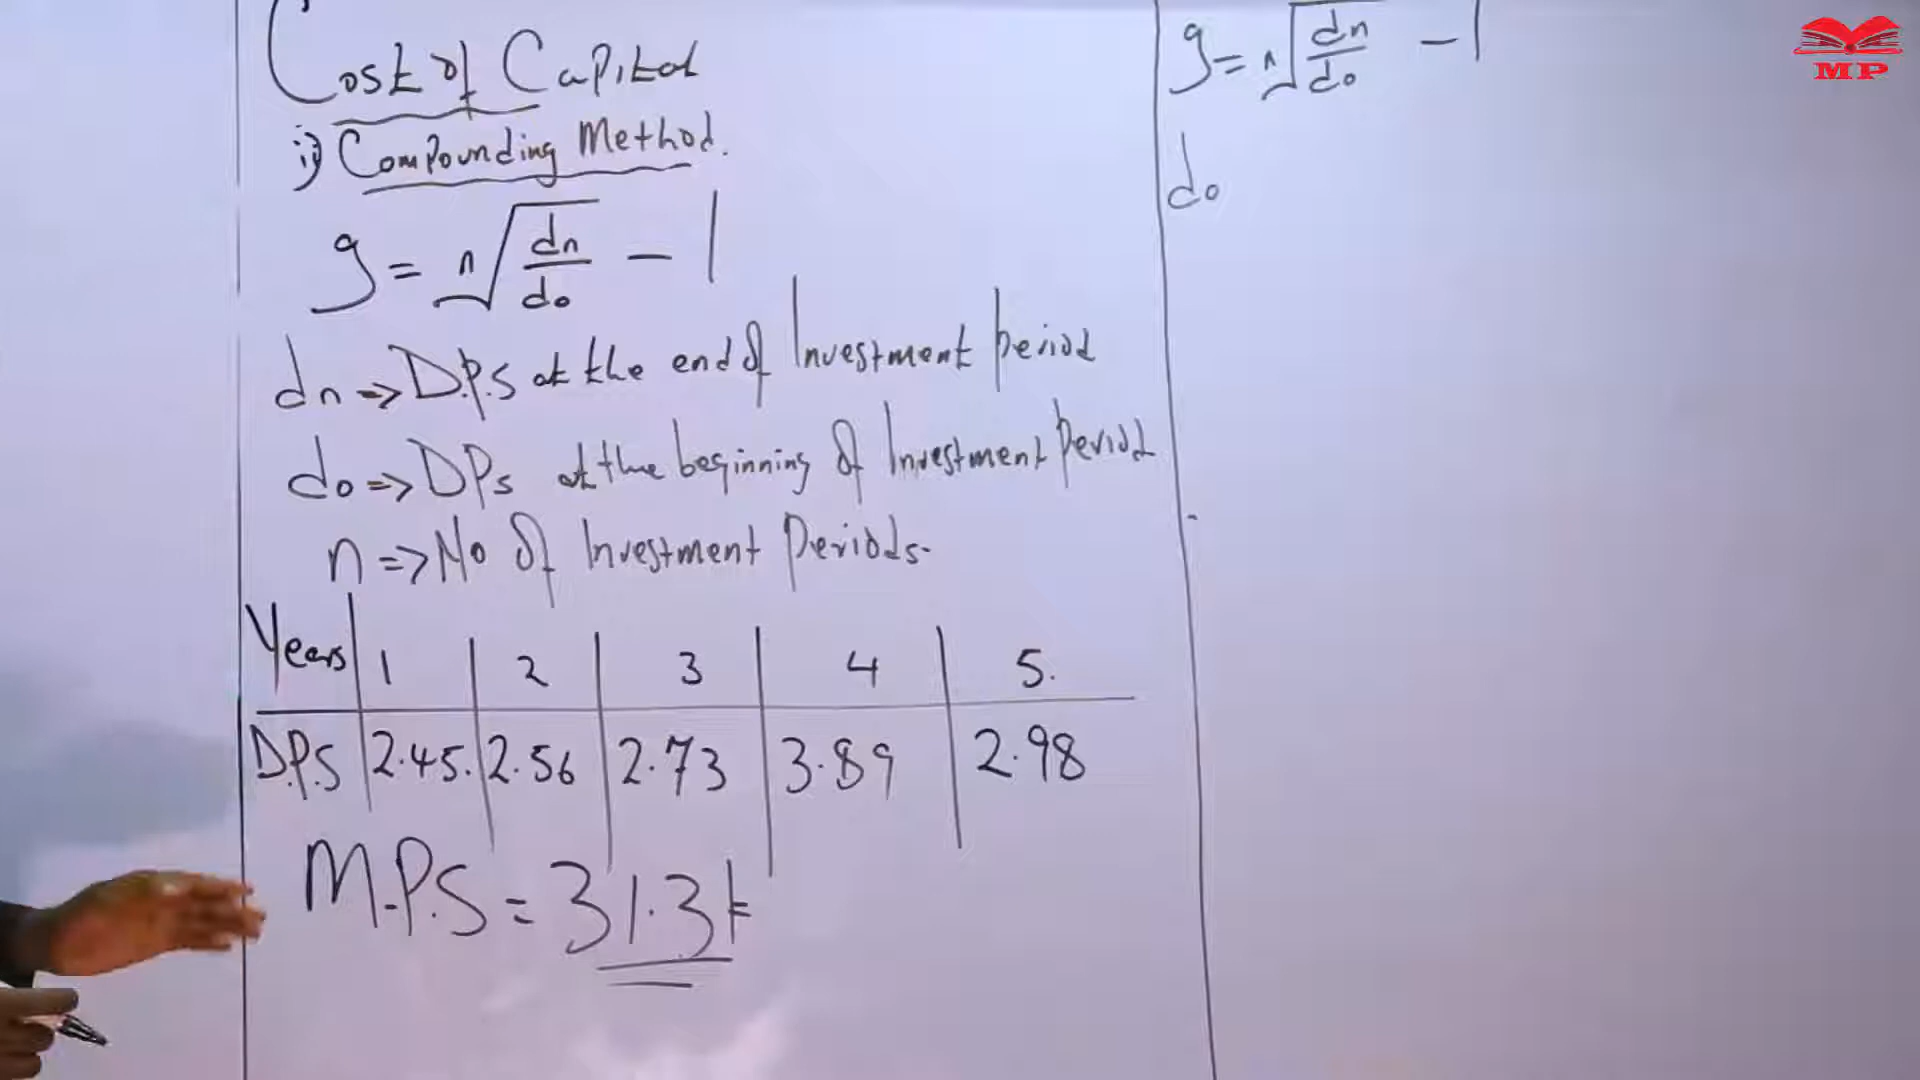 Cost of Capital
ii) Compounding Method.
g = n√dn/do - 1
dn => D.P.S at the end of Investment period
do => DPs at the beginning of Investment Period
n => No of Investment Periods.
Years | 1 | 2 | 3 | 4 | 5.
D.P.S | 2.45. | 2.56 | 2.73 | 3.89 | 2.98
M.P.S = 31.3
g = n√dn/do - 1
do
MP